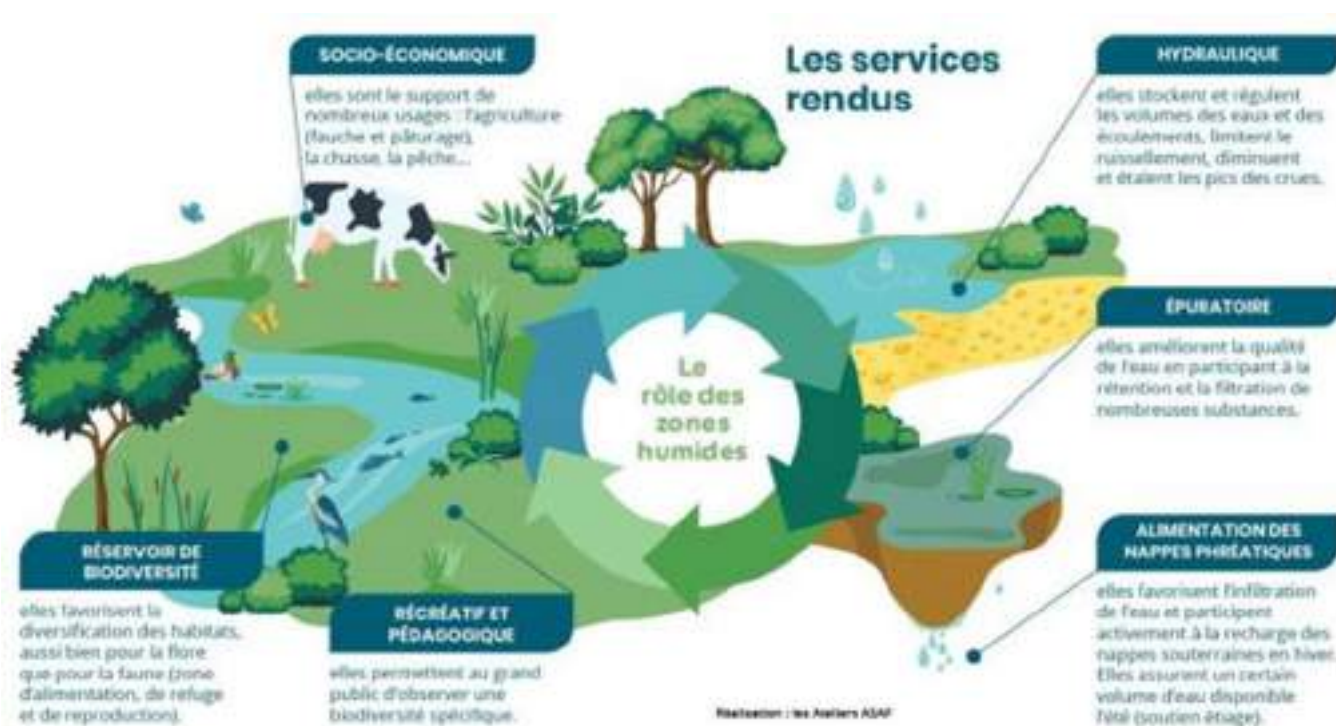 Les services
rendus
SOCIO-ÉCONOMIQUE
elles sont le support de
nombreux usages : l'agriculture
(fauche et pâturage),
la chasse, la pêche...
HYDRAULIQUE
elles stockent et régulent
les volumes des eaux et des
écoulements, limitent le
ruissellement, diminuent
et étalent les pics des crues.
ÉPURATOIRE
elles améliorent la qualité
de l'eau en participant à la
rétention et la filtration de
nombreuses substances.
Le
rôle des
zones
humides
ALIMENTATION DES
NAPPES PHRÉATIQUES
elles favorisent l'infiltration
de l'eau et participent
activement à la recharge des
nappes souterraines en hiver.
Elles assurent un certain
volume d'eau disponible
l'été (soutien étiage).
RÉSERVOIR DE
BIODIVERSITÉ
elles favorisent la
diversification des habitats,
aussi bien pour la flore
que pour la faune (zone
d'alimentation, de refuge
et de reproduction).
RÉCRÉATIF ET
PÉDAGOGIQUE
elles permettent au grand
public d'observer une
biodiversité spécifique.
Réalisation : les Ateliers ASAP